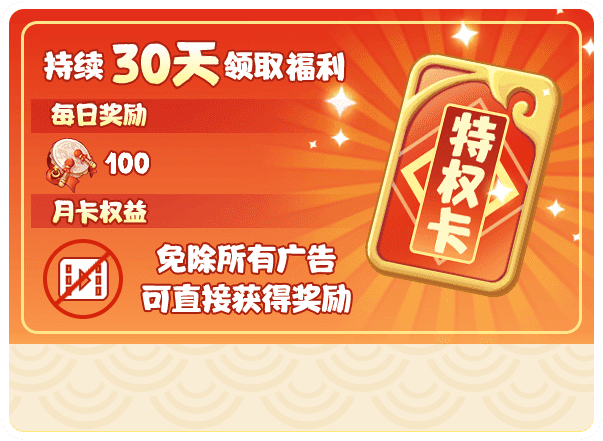 持续30天领取福利
每日奖励
100
月卡权益
免除所有广告
可直接获得奖励
特权卡